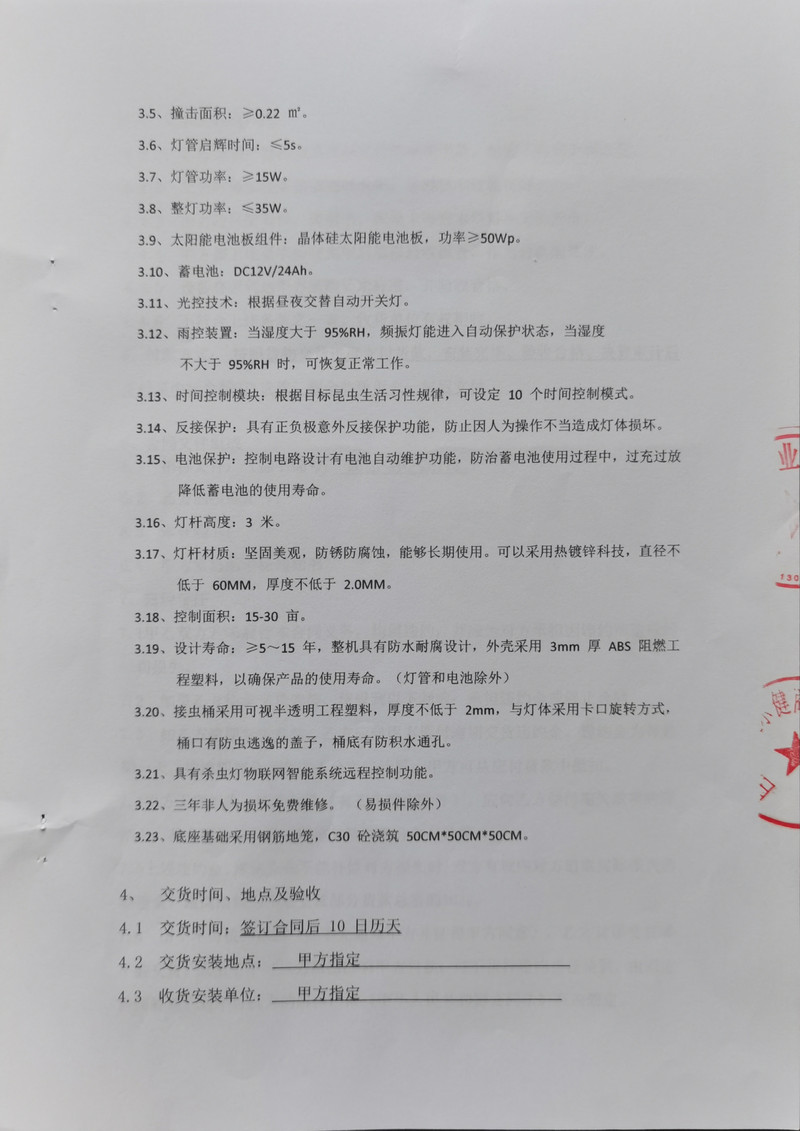 3.5、撞击面积：≥0.22 ㎡。
3.6、灯管启辉时间：≤5s。
3.7、灯管功率：≥15W。
3.8、整灯功率：≤35W。
3.9、太阳能电池板组件：晶体硅太阳能电池板，功率≥50Wp。
3.10、蓄电池：DC12V/24Ah。
3.11、光控技术：根据昼夜交替自动开关灯。
3.12、雨控装置：当湿度大于 95%RH，频振灯能进入自动保护状态，当湿度
不大于 95%RH 时，可恢复正常工作。
3.13、时间控制模块：根据目标昆虫生活习性规律，可设定 10 个时间控制模式。
3.14、反接保护：具有正负极意外反接保护功能，防止因人为操作不当造成灯体损坏。
3.15、电池保护：控制电路设计有电池自动维护功能，防治蓄电池使用过程中，过充过放
降低蓄电池的使用寿命。
3.16、灯杆高度：3 米。
3.17、灯杆材质：坚固美观，防锈防腐蚀，能够长期使用。可以采用热镀锌科技，直径不
低于 60MM，厚度不低于 2.0MM。
3.18、控制面积：15-30 亩。
3.19、设计寿命：≥5～15 年，整机具有防水耐腐设计，外壳采用 3mm 厚 ABS 阻燃工
程塑料，以确保产品的使用寿命。（灯管和电池除外）
3.20、接虫桶采用可视半透明工程塑料，厚度不低于 2mm，与灯体采用卡口旋转方式，
桶口有防虫逃逸的盖子，桶底有防积水通孔。
3.21、具有杀虫灯物联网智能系统远程控制功能。
3.22、三年非人为损坏免费维修。（易损件除外）
3.23、底座基础采用钢筋地笼，C30 砼浇筑 50CM*50CM*50CM。
4、 交货时间、地点及验收
4.1 交货时间：签订合同后 10 日历天
4.2 交货安装地点：甲方指定
4.3 收货安装单位：甲方指定
业
130
健
山